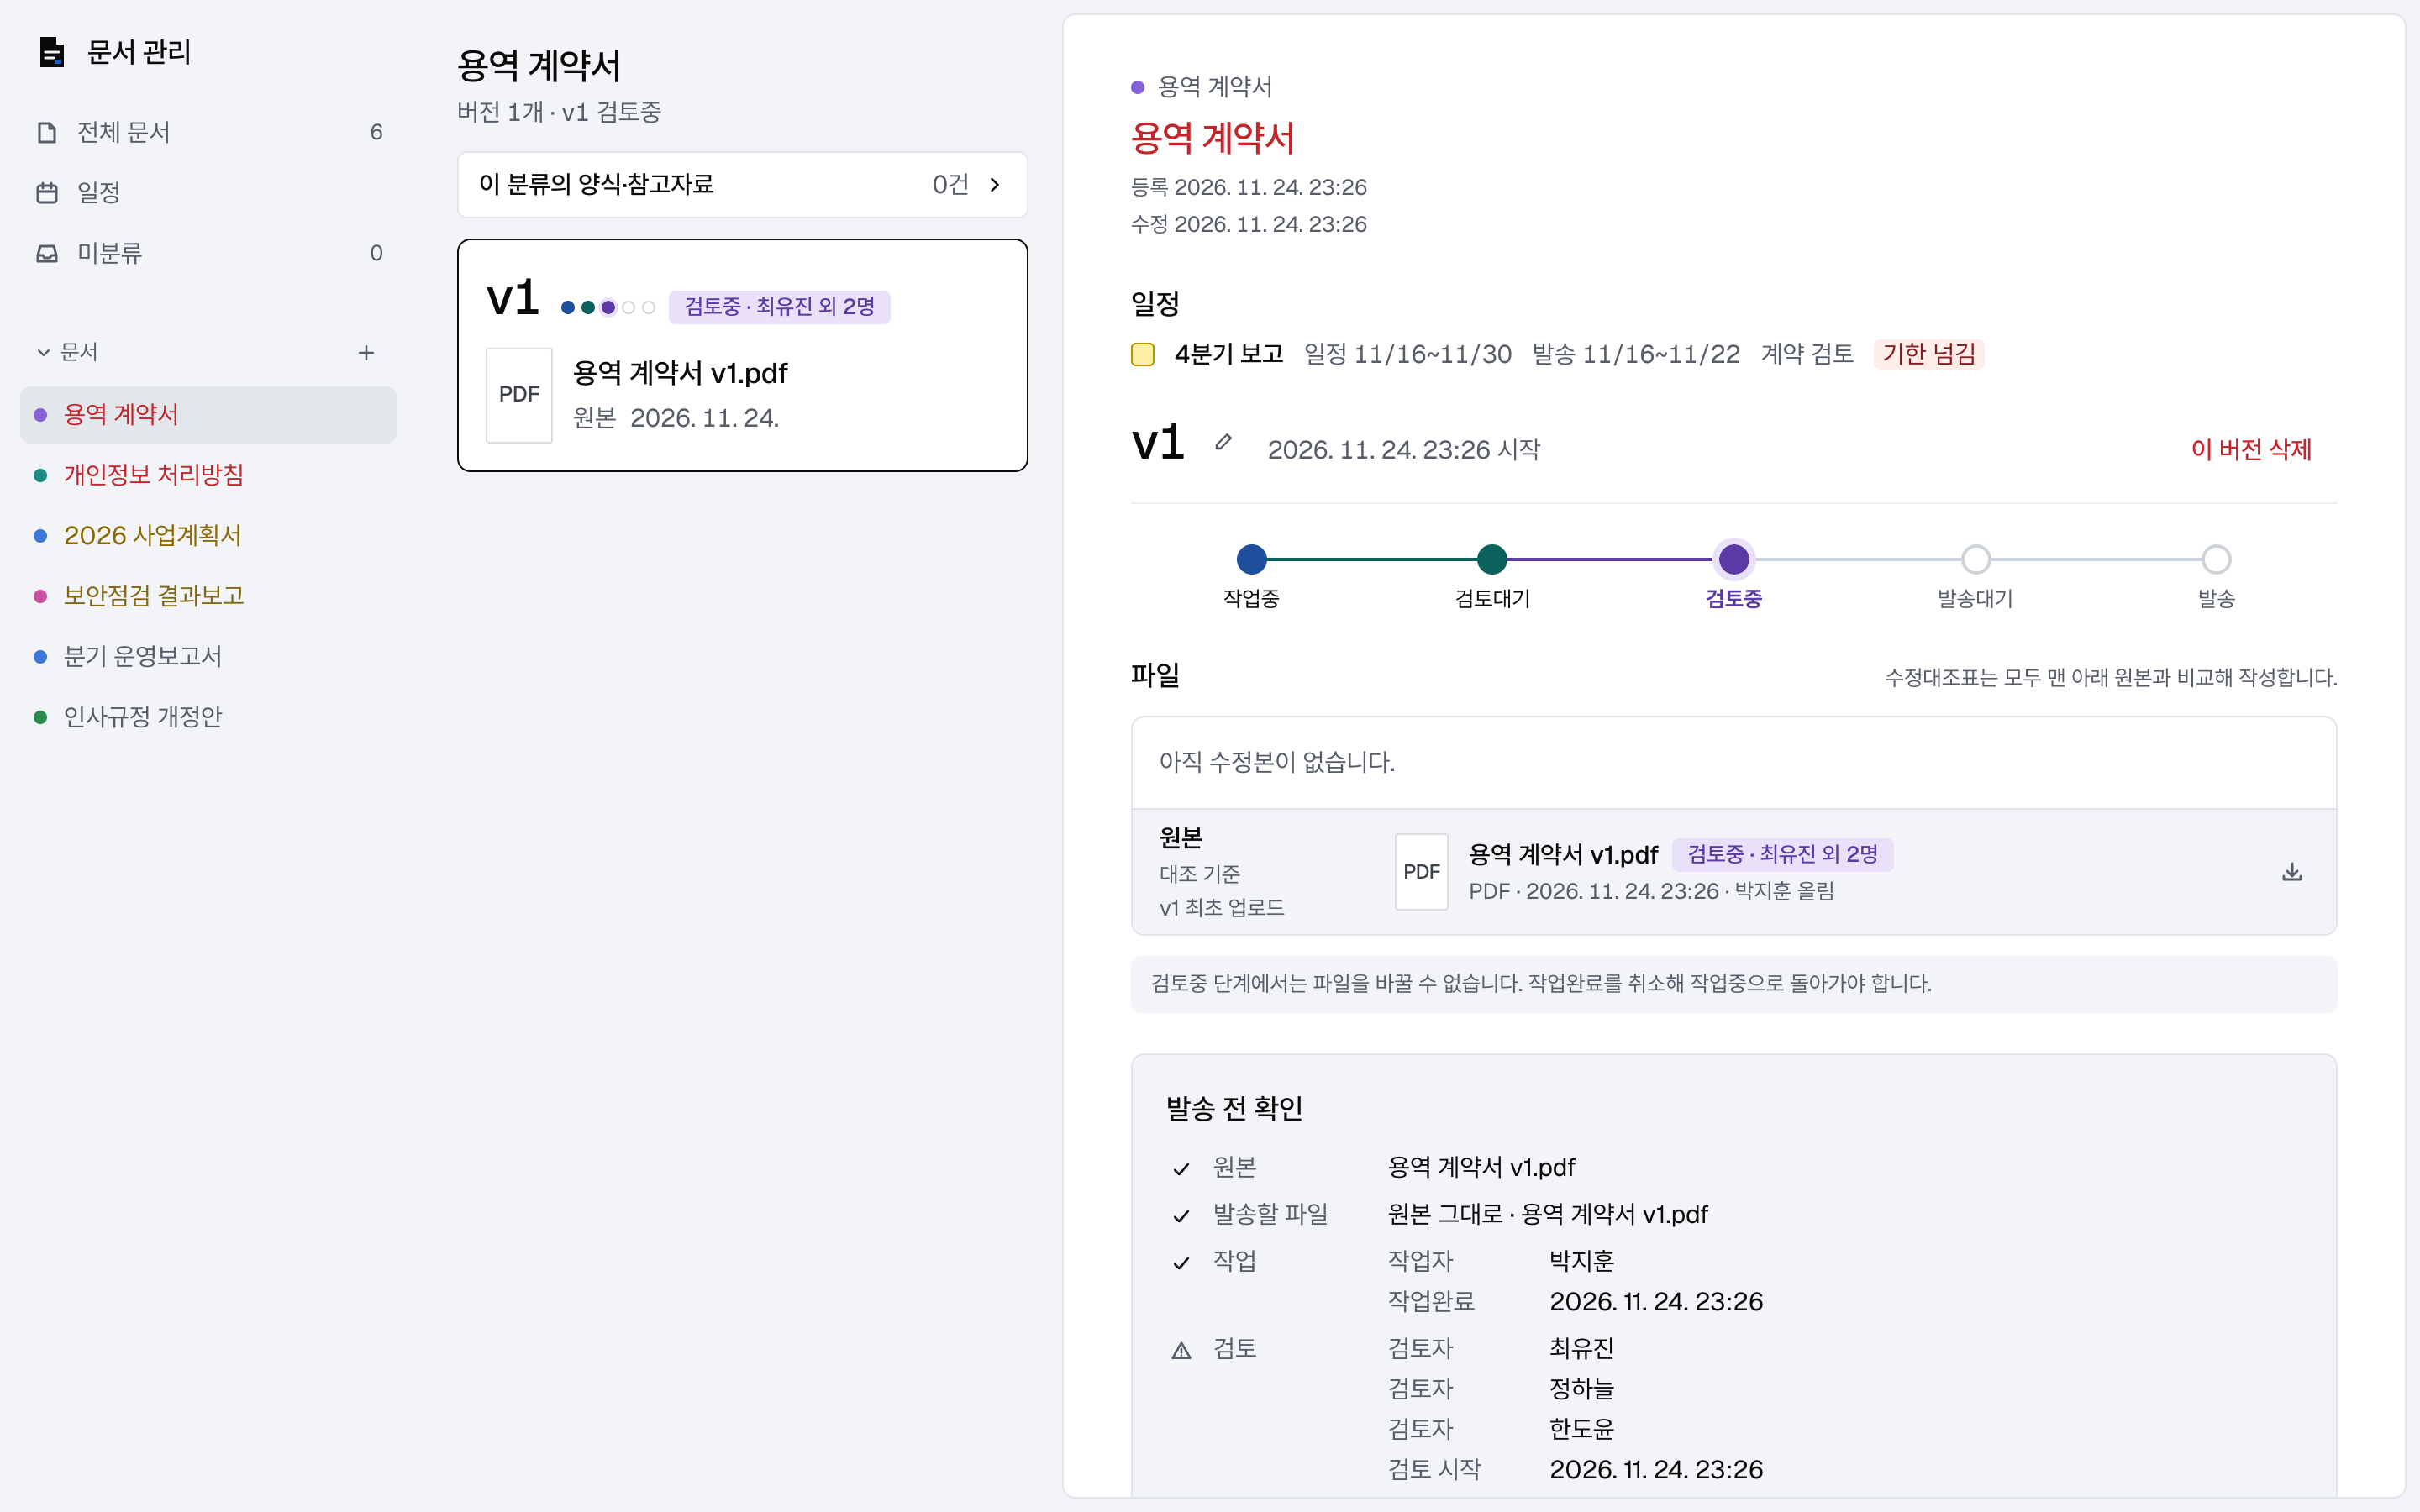 문서 관리
전체 문서 6
일정
미분류 0
문서
용역 계약서
개인정보 처리방침
2026 사업계획서
보안점검 결과보고
분기 운영보고서
인사규정 개정안
용역 계약서
버전 1개 · v1 검토중
이 분류의 양식·참고자료 0건
v1 검토중 · 최유진 외 2명
PDF
용역 계약서 v1.pdf
원본 2026. 11. 24.
용역 계약서
용역 계약서
등록 2026. 11. 24. 23:26
수정 2026. 11. 24. 23:26
일정
4분기 보고 일정 11/16~11/30 발송 11/16~11/22 계약 검토 기한 넘김
v1 2026. 11. 24. 23:26 시작 이 버전 삭제
작업중 검토대기 검토중 발송대기 발송
파일 수정대조표는 모두 맨 아래 원본과 비교해 작성합니다.
아직 수정본이 없습니다.
원본
대조 기준
v1 최초 업로드
PDF
용역 계약서 v1.pdf 검토중 · 최유진 외 2명
PDF · 2026. 11. 24. 23:26 · 박지훈 올림
검토중 단계에서는 파일을 바꿀 수 없습니다. 작업완료를 취소해 작업중으로 돌아가야 합니다.
발송 전 확인
원본 용역 계약서 v1.pdf
발송할 파일 원본 그대로 · 용역 계약서 v1.pdf
작업 작업자 박지훈
작업완료 2026. 11. 24. 23:26
검토 검토자 최유진
검토자 정하늘
검토자 한도윤
검토 시작 2026. 11. 24. 23:26